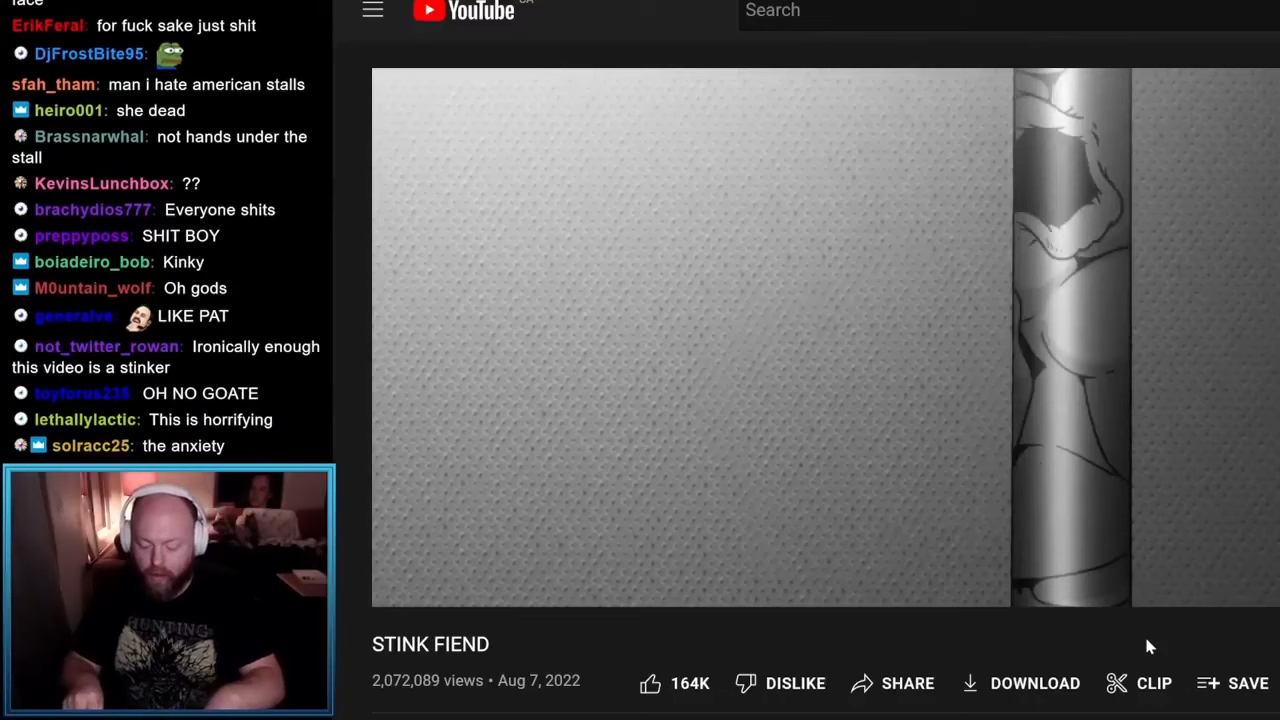 face
ErikFeral: for fuck sake just shit
DjFrostBite95:
sfah_tham: man i hate american stalls
heiro001: she dead
Brassnarwhal: not hands under the
stall
KevinsLunchbox: ??
brachydios777: Everyone shits
preppyposs: SHIT BOY
boiadeiro_bob: Kinky
M0untain_wolf: Oh gods
generalve: LIKE PAT
not_twitter_rowan: Ironically enough
this video is a stinker
toyforus235: OH NO GOATE
lethallylactic: This is horrifying
solracc25: the anxiety
HUNTING
YouTube
Search
STINK FIEND
2,072,089 views • Aug 7, 2022
164K
DISLIKE
SHARE
DOWNLOAD
CLIP
SAVE